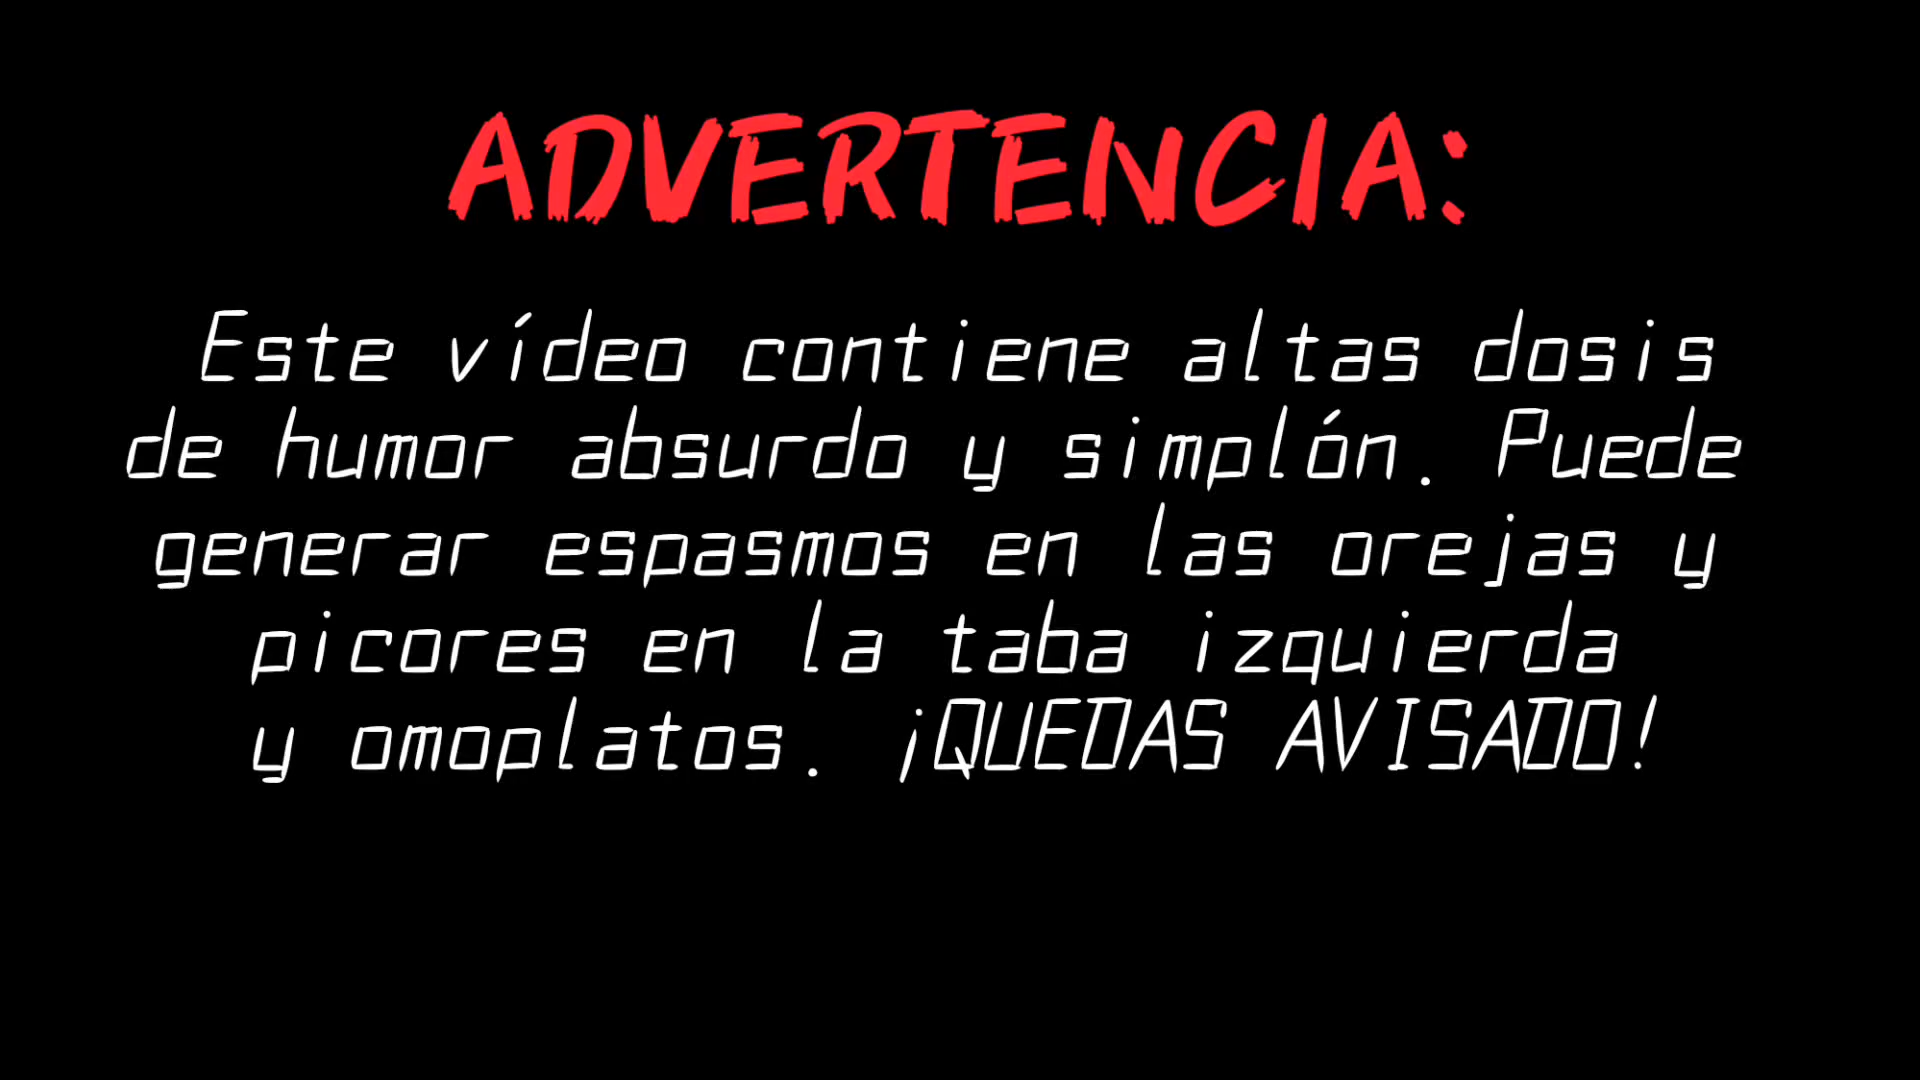 ADVERTENCIA:
Este vídeo contiene altas dosis
de humor absurdo y simplón. Puede
generar espasmos en las orejas y
picores en la taba izquierda
y omoplatos. ¡QUEDAS AVISADO!